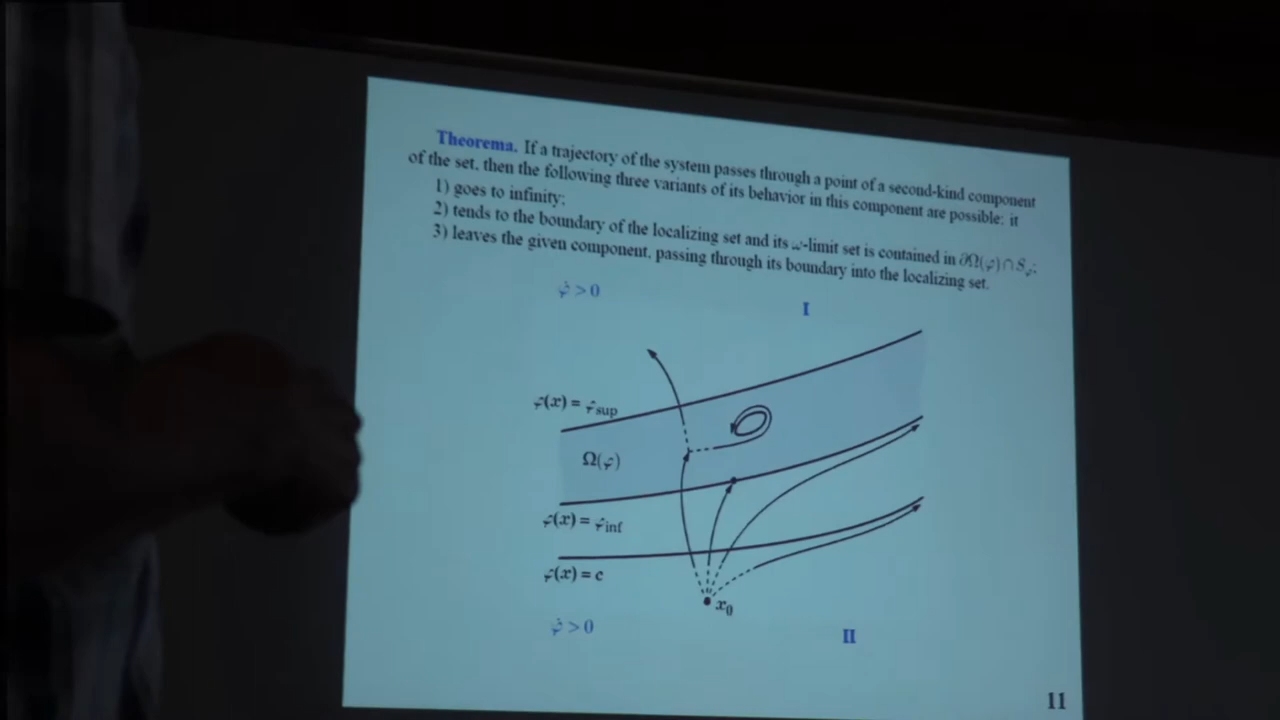 Theorema. If a trajectory of the system passes through a point of a second-kind component
of the set, then the following three variants of its behavior in this component are possible: it
1) goes to infinity;
2) tends to the boundary of the localizing set and its ω-limit set is contained in ∂Ω(φ)∩S_φ;
3) leaves the given component, passing through its boundary into the localizing set.
φ̇ > 0
I
φ(x) = φ_sup
Ω(φ)
φ(x) = φ_inf
φ(x) = c
x₀
φ̇ > 0
II
11